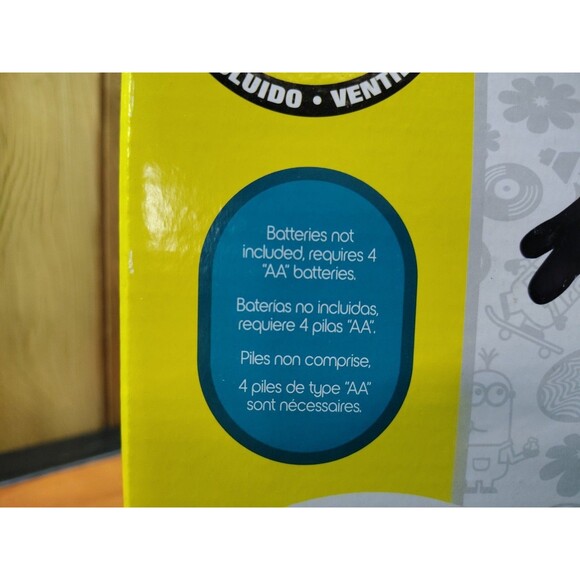 LUIDO • VENTI
Batteries not
included, requires 4
"AA" batteries.
Baterías no incluidas,
requiere 4 pilas "AA".
Piles non comprise,
4 piles de type "AA"
sont nécessaires.